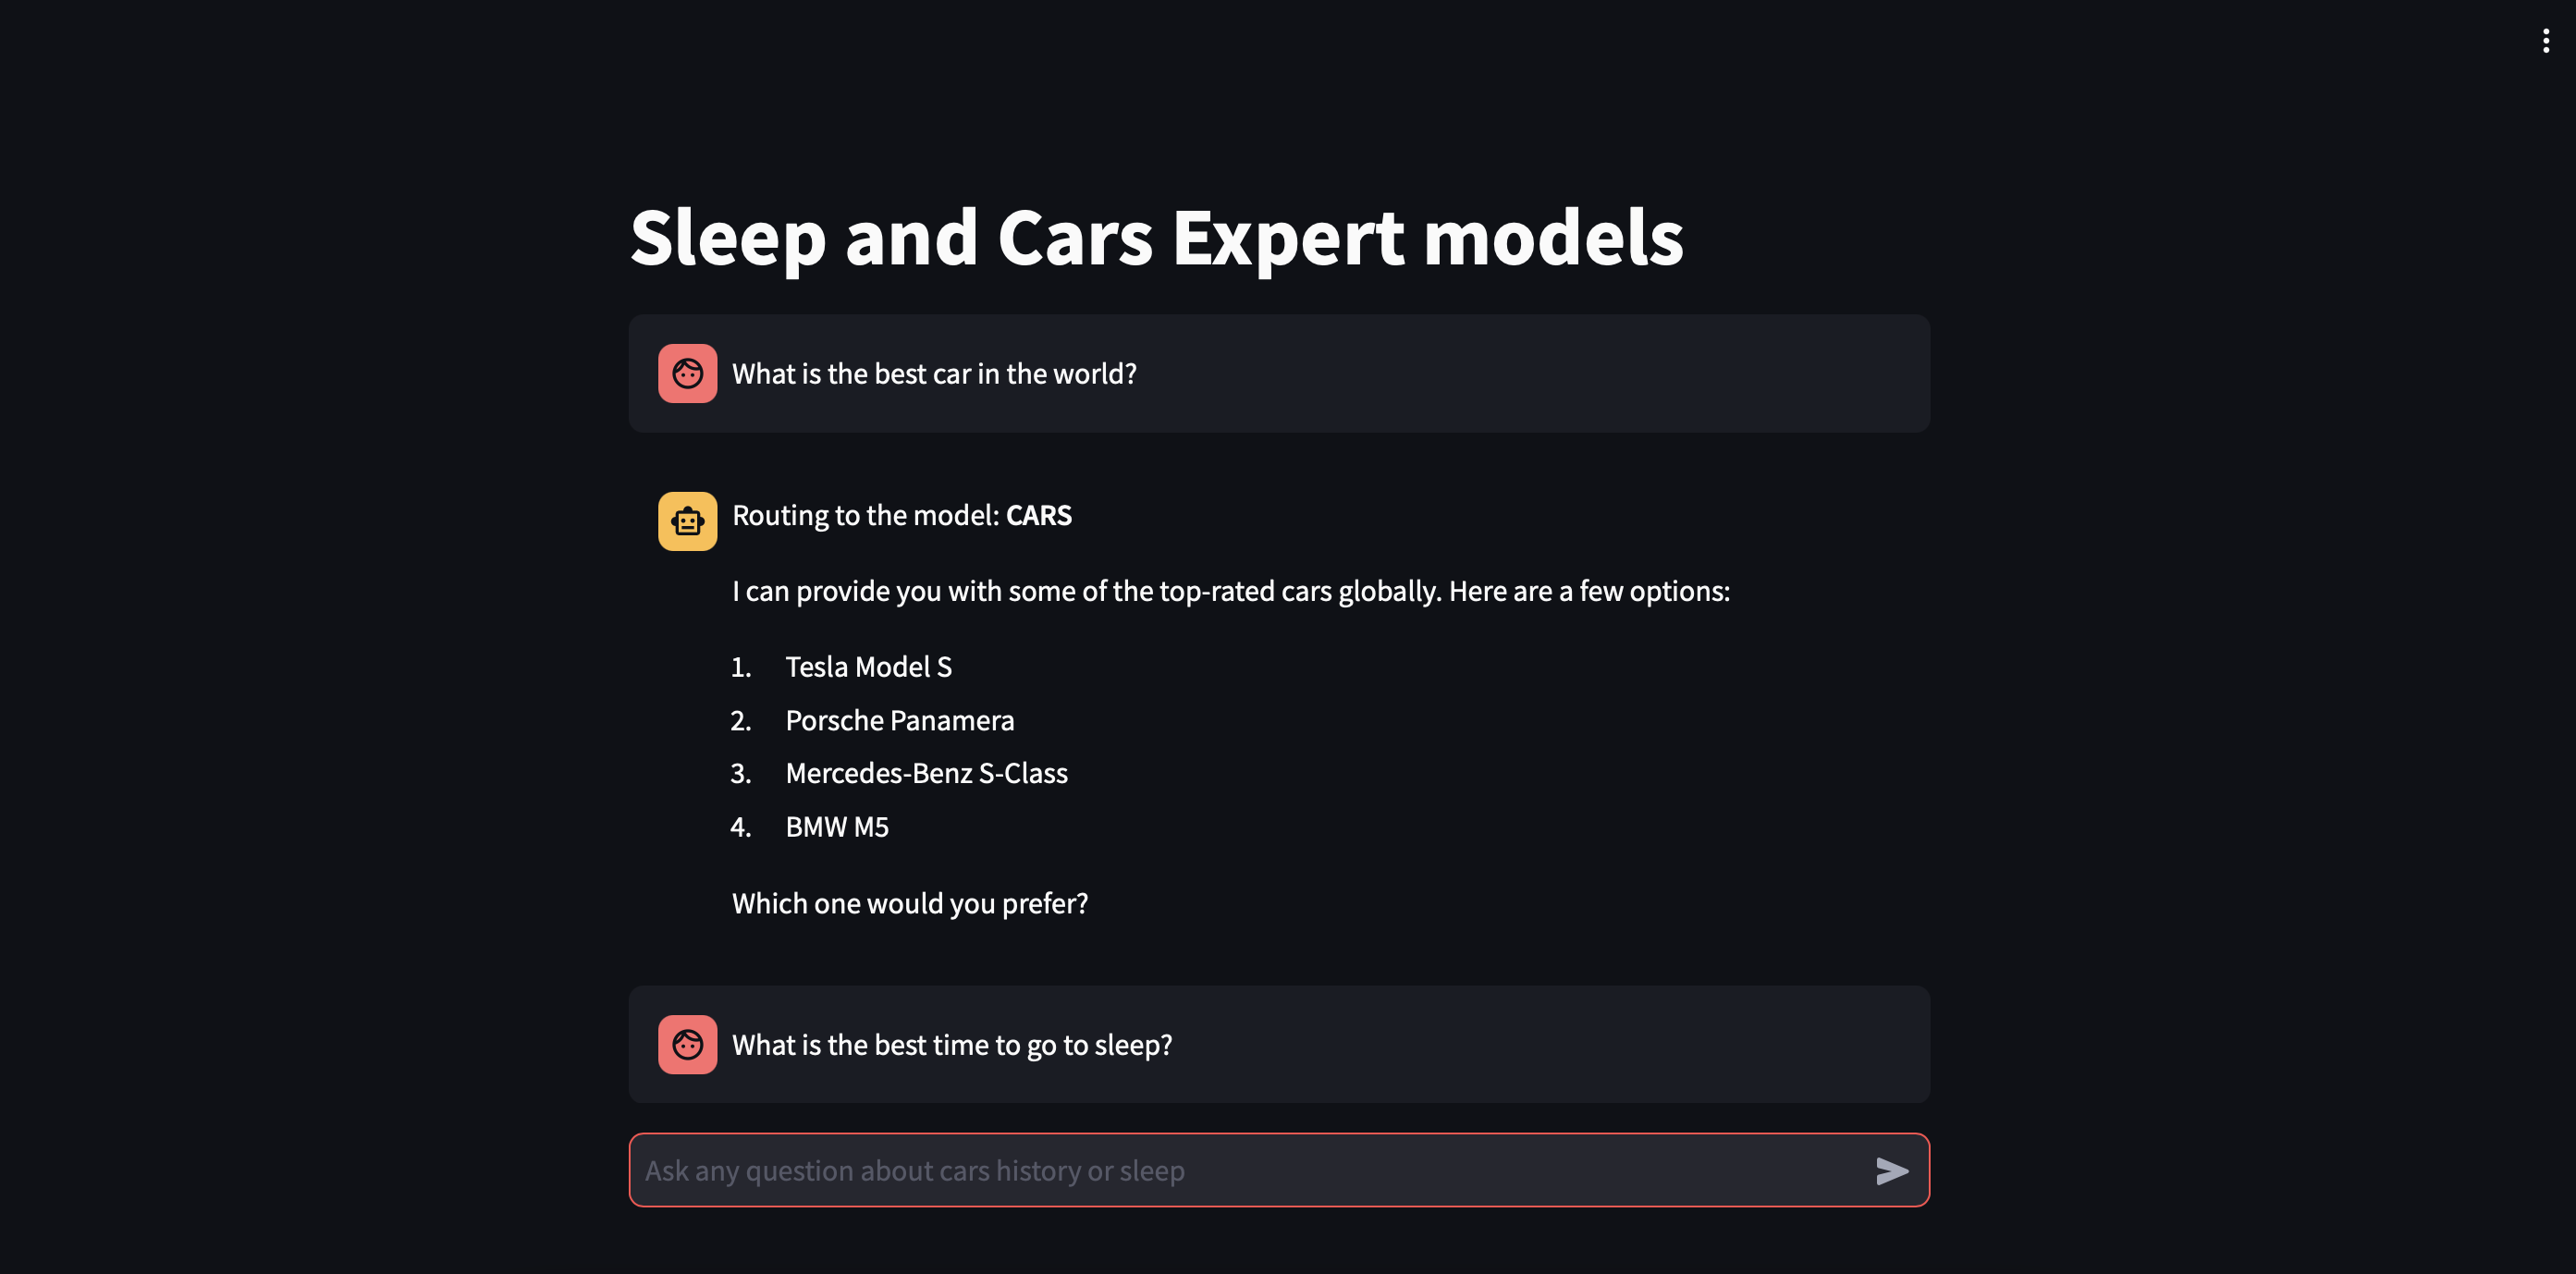 Sleep and Cars Expert models
What is the best car in the world?
Routing to the model: CARS
I can provide you with some of the top-rated cars globally. Here are a few options:
1. Tesla Model S
2. Porsche Panamera
3. Mercedes-Benz S-Class
4. BMW M5
Which one would you prefer?
What is the best time to go to sleep?
Ask any question about cars history or sleep